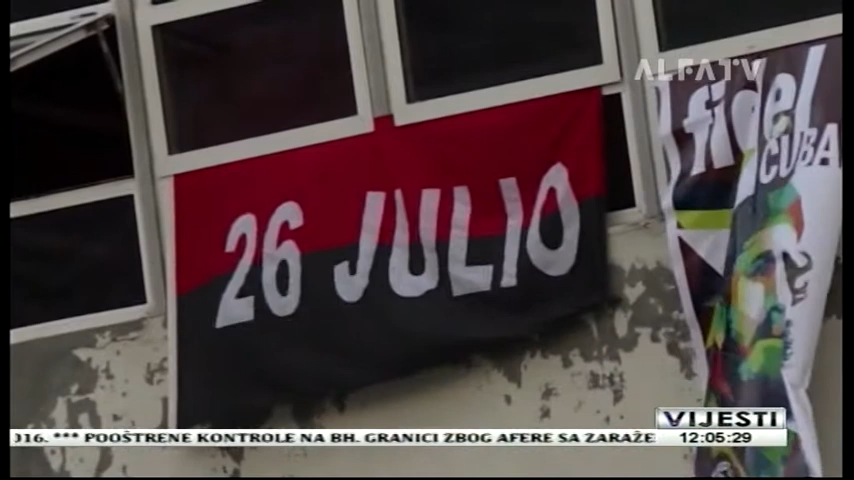 ALFA TV
fidel
CUBA
26 JULIO
VIJESTI
016. *** POOŠTRENE KONTROLE NA BH. GRANICI ZBOG AFERE SA ZARAŽE
12:05:29